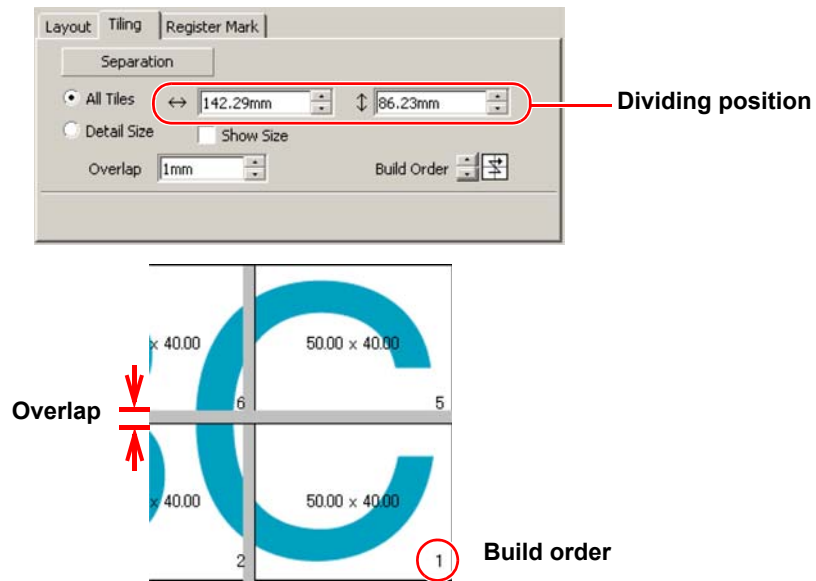 Layout Tiling Register Mark
Separation
All Tiles 142.29mm 86.23mm Dividing position
Detail Size Show Size
Overlap 1mm Build Order
x 40.00 50.00 x 40.00
Overlap 6 5
x 40.00 50.00 x 40.00
2 1 Build order